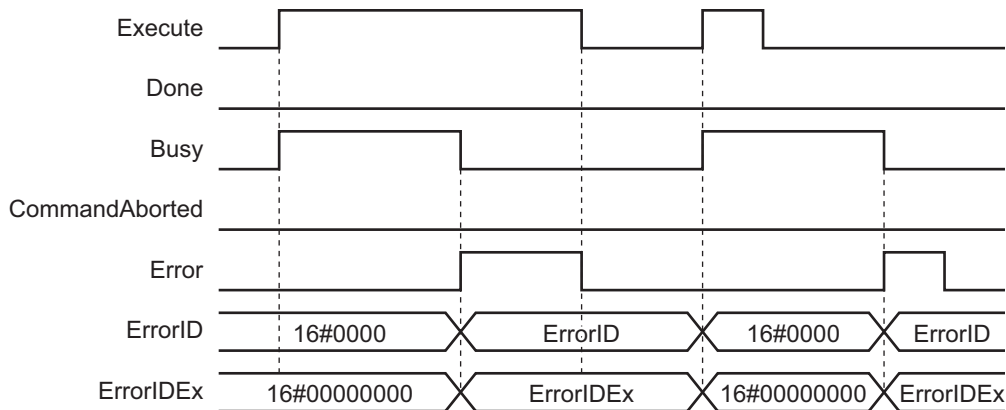 Execute
Done
Busy
CommandAborted
Error
ErrorID 16#0000 ErrorID 16#0000 ErrorID
ErrorIDEx 16#00000000 ErrorIDEx 16#00000000 ErrorIDEx